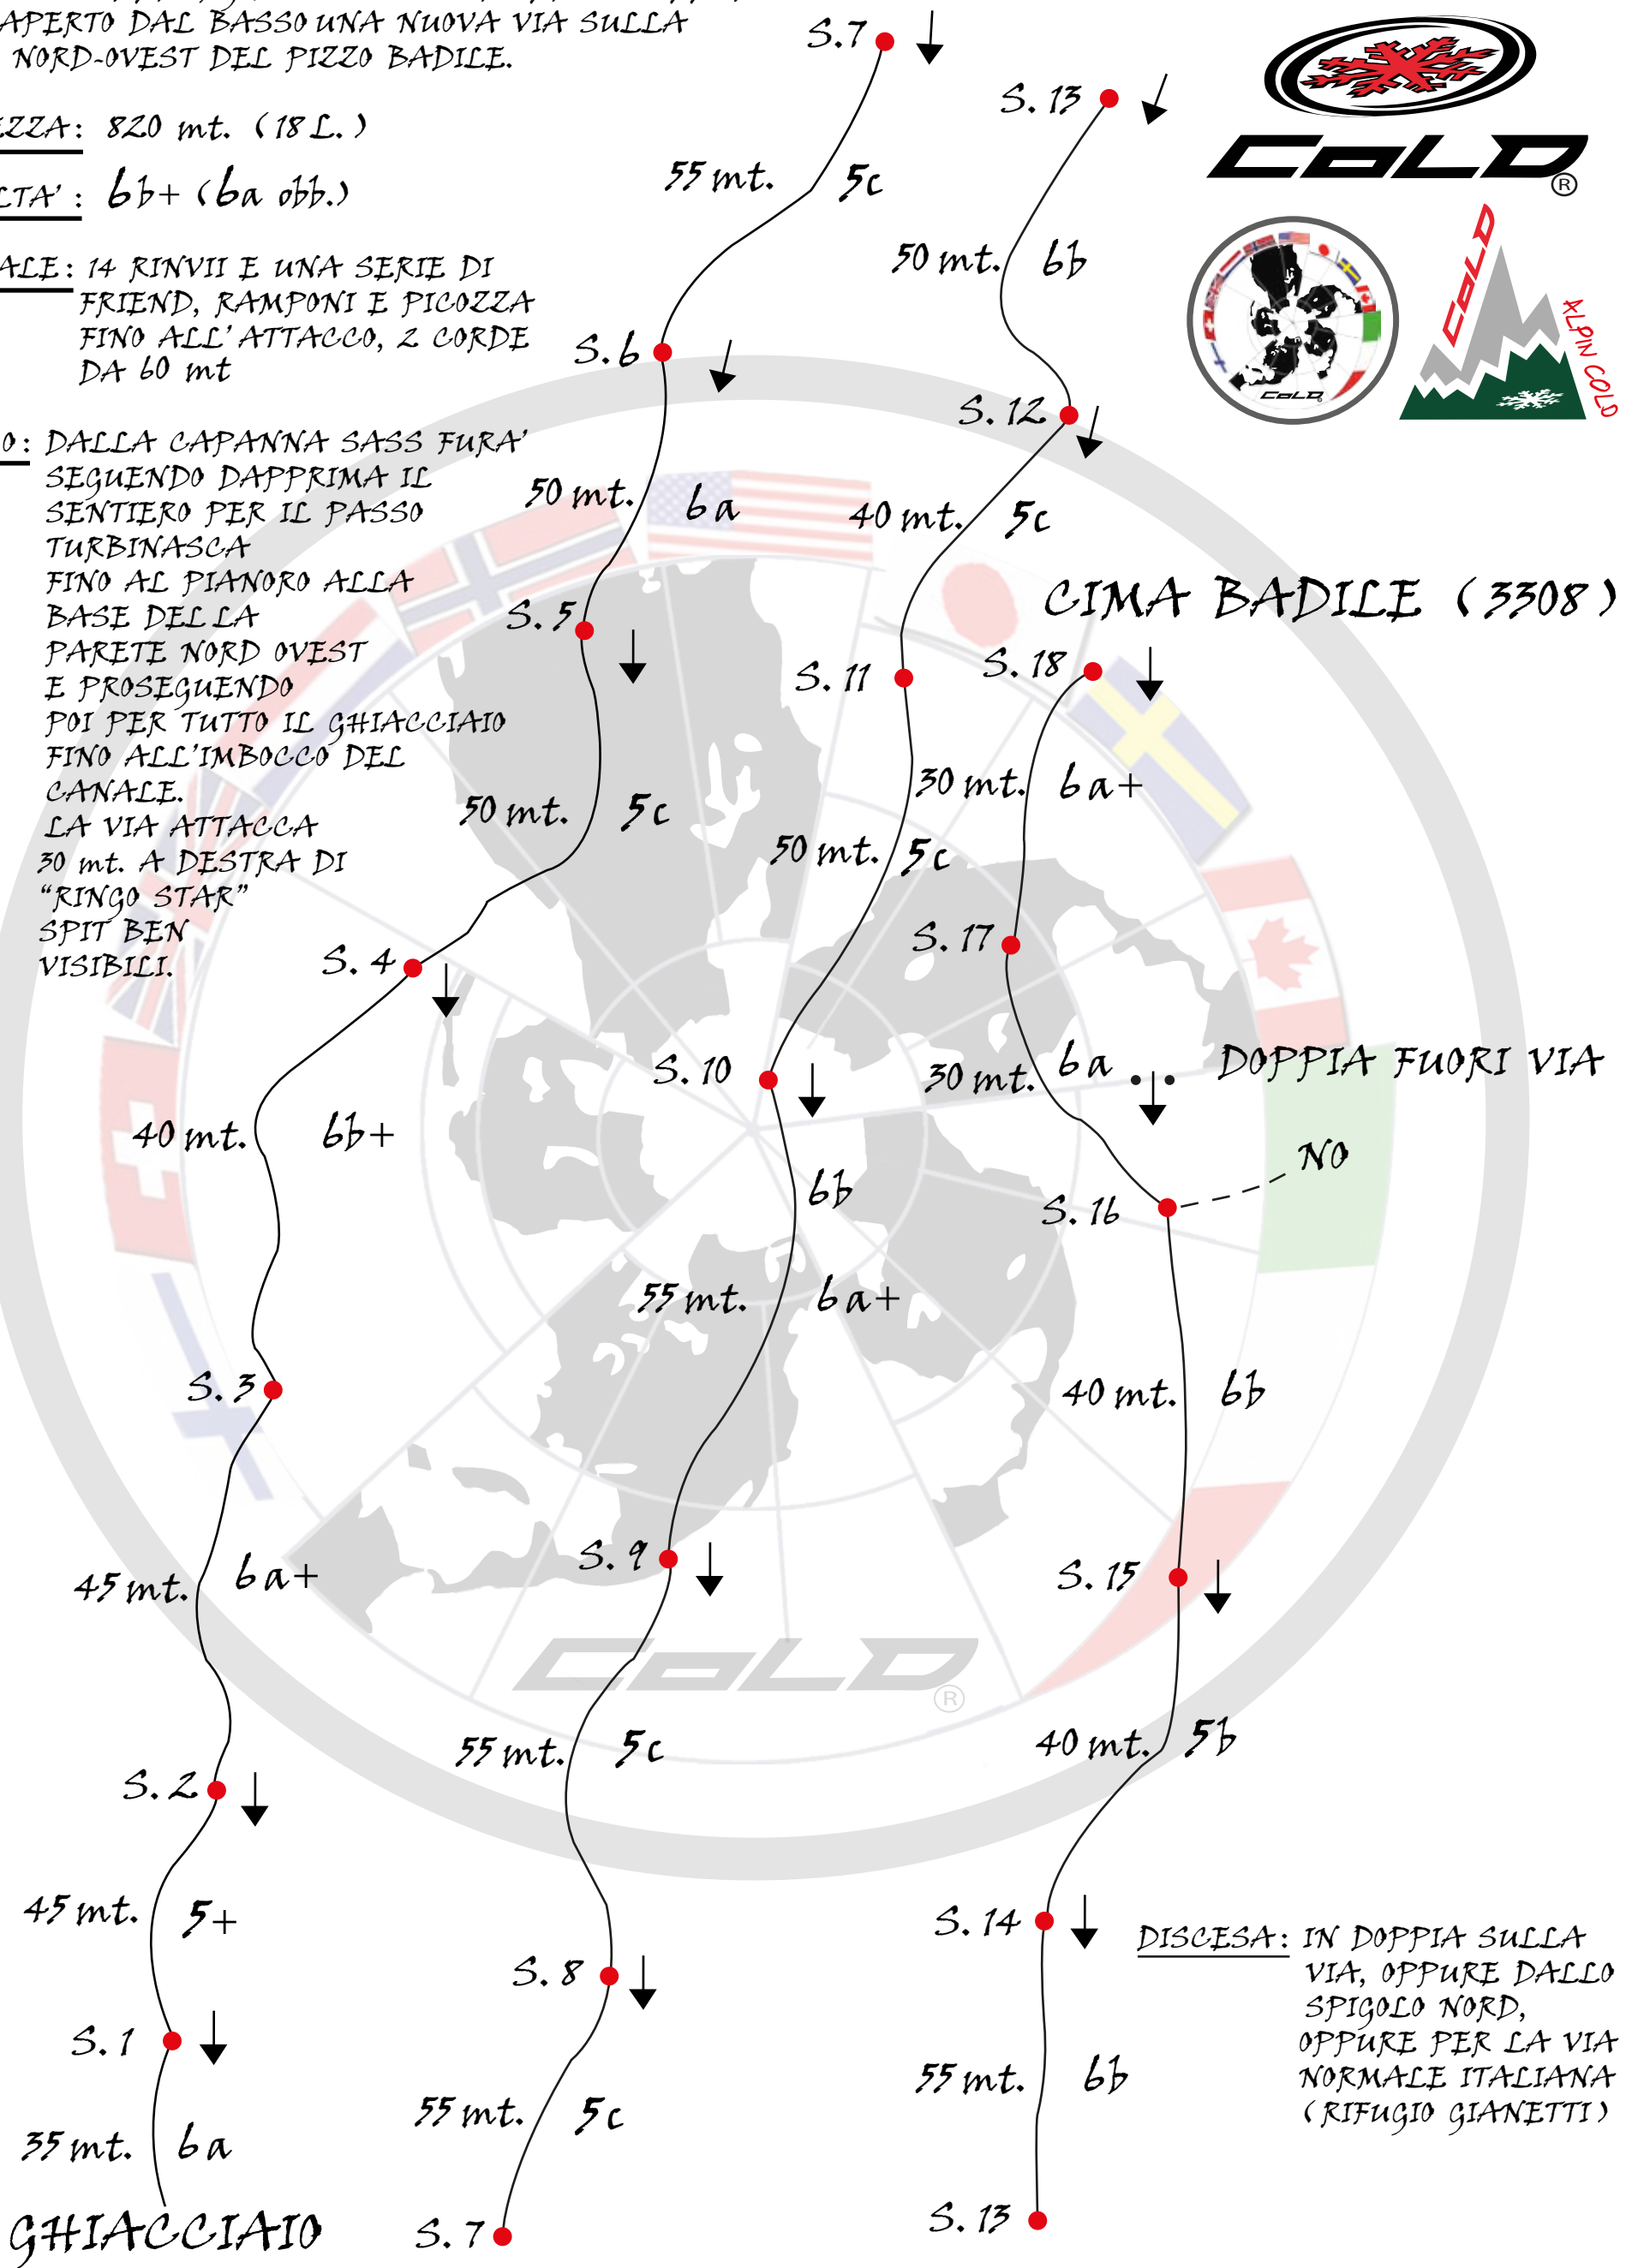 APERTO DAL BASSO UNA NUOVA VIA SULLA
NORD-OVEST DEL PIZZO BADILE.
EZZA: 820 mt. (18 L.)
LTA': 6b+ (6a obb.)
ALE: 14 RINVII E UNA SERIE DI
FRIEND, RAMPONI E PICOZZA
FINO ALL'ATTACCO, 2 CORDE
DA 60 mt
O: DALLA CAPANNA SASS FURA'
SEGUENDO DAPPRIMA IL
SENTIERO PER IL PASSO
TURBINASCA
FINO AL PIANORO ALLA
BASE DELLA
PARETE NORD OVEST
E PROSEGUENDO
POI PER TUTTO IL GHIACCIAIO
FINO ALL'IMBOCCO DEL
CANALE.
LA VIA ATTACCA
30 mt. A DESTRA DI
"RINGO STAR"
SPIT BEN
VISIBILI.
S. 4
40 mt. 6b+
S. 3
45 mt. 6a+
S. 2
45 mt. 5+
S. 1
35 mt. 6a
GHIACCIAIO
S. 7
55 mt. 5c
S. 6
50 mt. 6a
S. 5
50 mt. 5c
S. 10
6b
55 mt. 6a+
S. 9
55 mt. 5c
S. 8
55 mt. 5c
S. 7
S. 13
50 mt. 6b
S. 12
40 mt. 5c
S. 11
50 mt. 5c
CIMA BADILE (3308)
S. 18
30 mt. 6a+
S. 17
30 mt. 6a
DOPPIA FUORI VIA
NO
S. 16
40 mt. 6b
S. 15
40 mt. 5b
S. 14
55 mt. 6b
S. 13
DISCESA: IN DOPPIA SULLA
VIA, OPPURE DALLO
SPIGOLO NORD,
OPPURE PER LA VIA
NORMALE ITALIANA
(RIFUGIO GIANETTI)
CoLD ®
CoLD
COLD
ALPIN COLD
CoLD ®